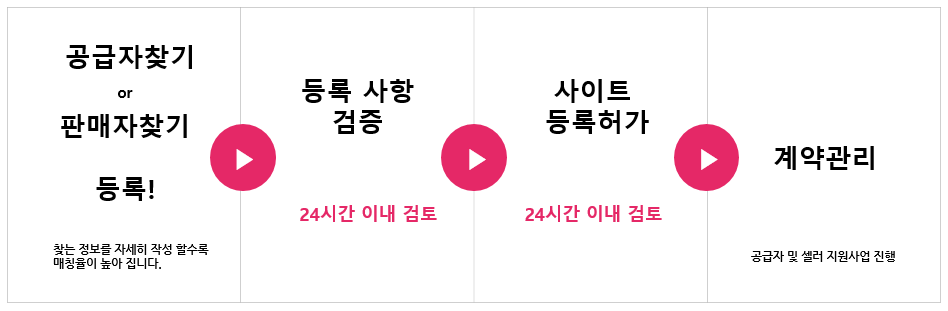 공급자찾기
or
판매자찾기
등록!
찾는 정보를 자세히 작성 할수록
매칭율이 높아 집니다.
등록 사항
검증
24시간 이내 검토
사이트
등록허가
24시간 이내 검토
계약관리
공급자 및 셀러 지원사업 진행